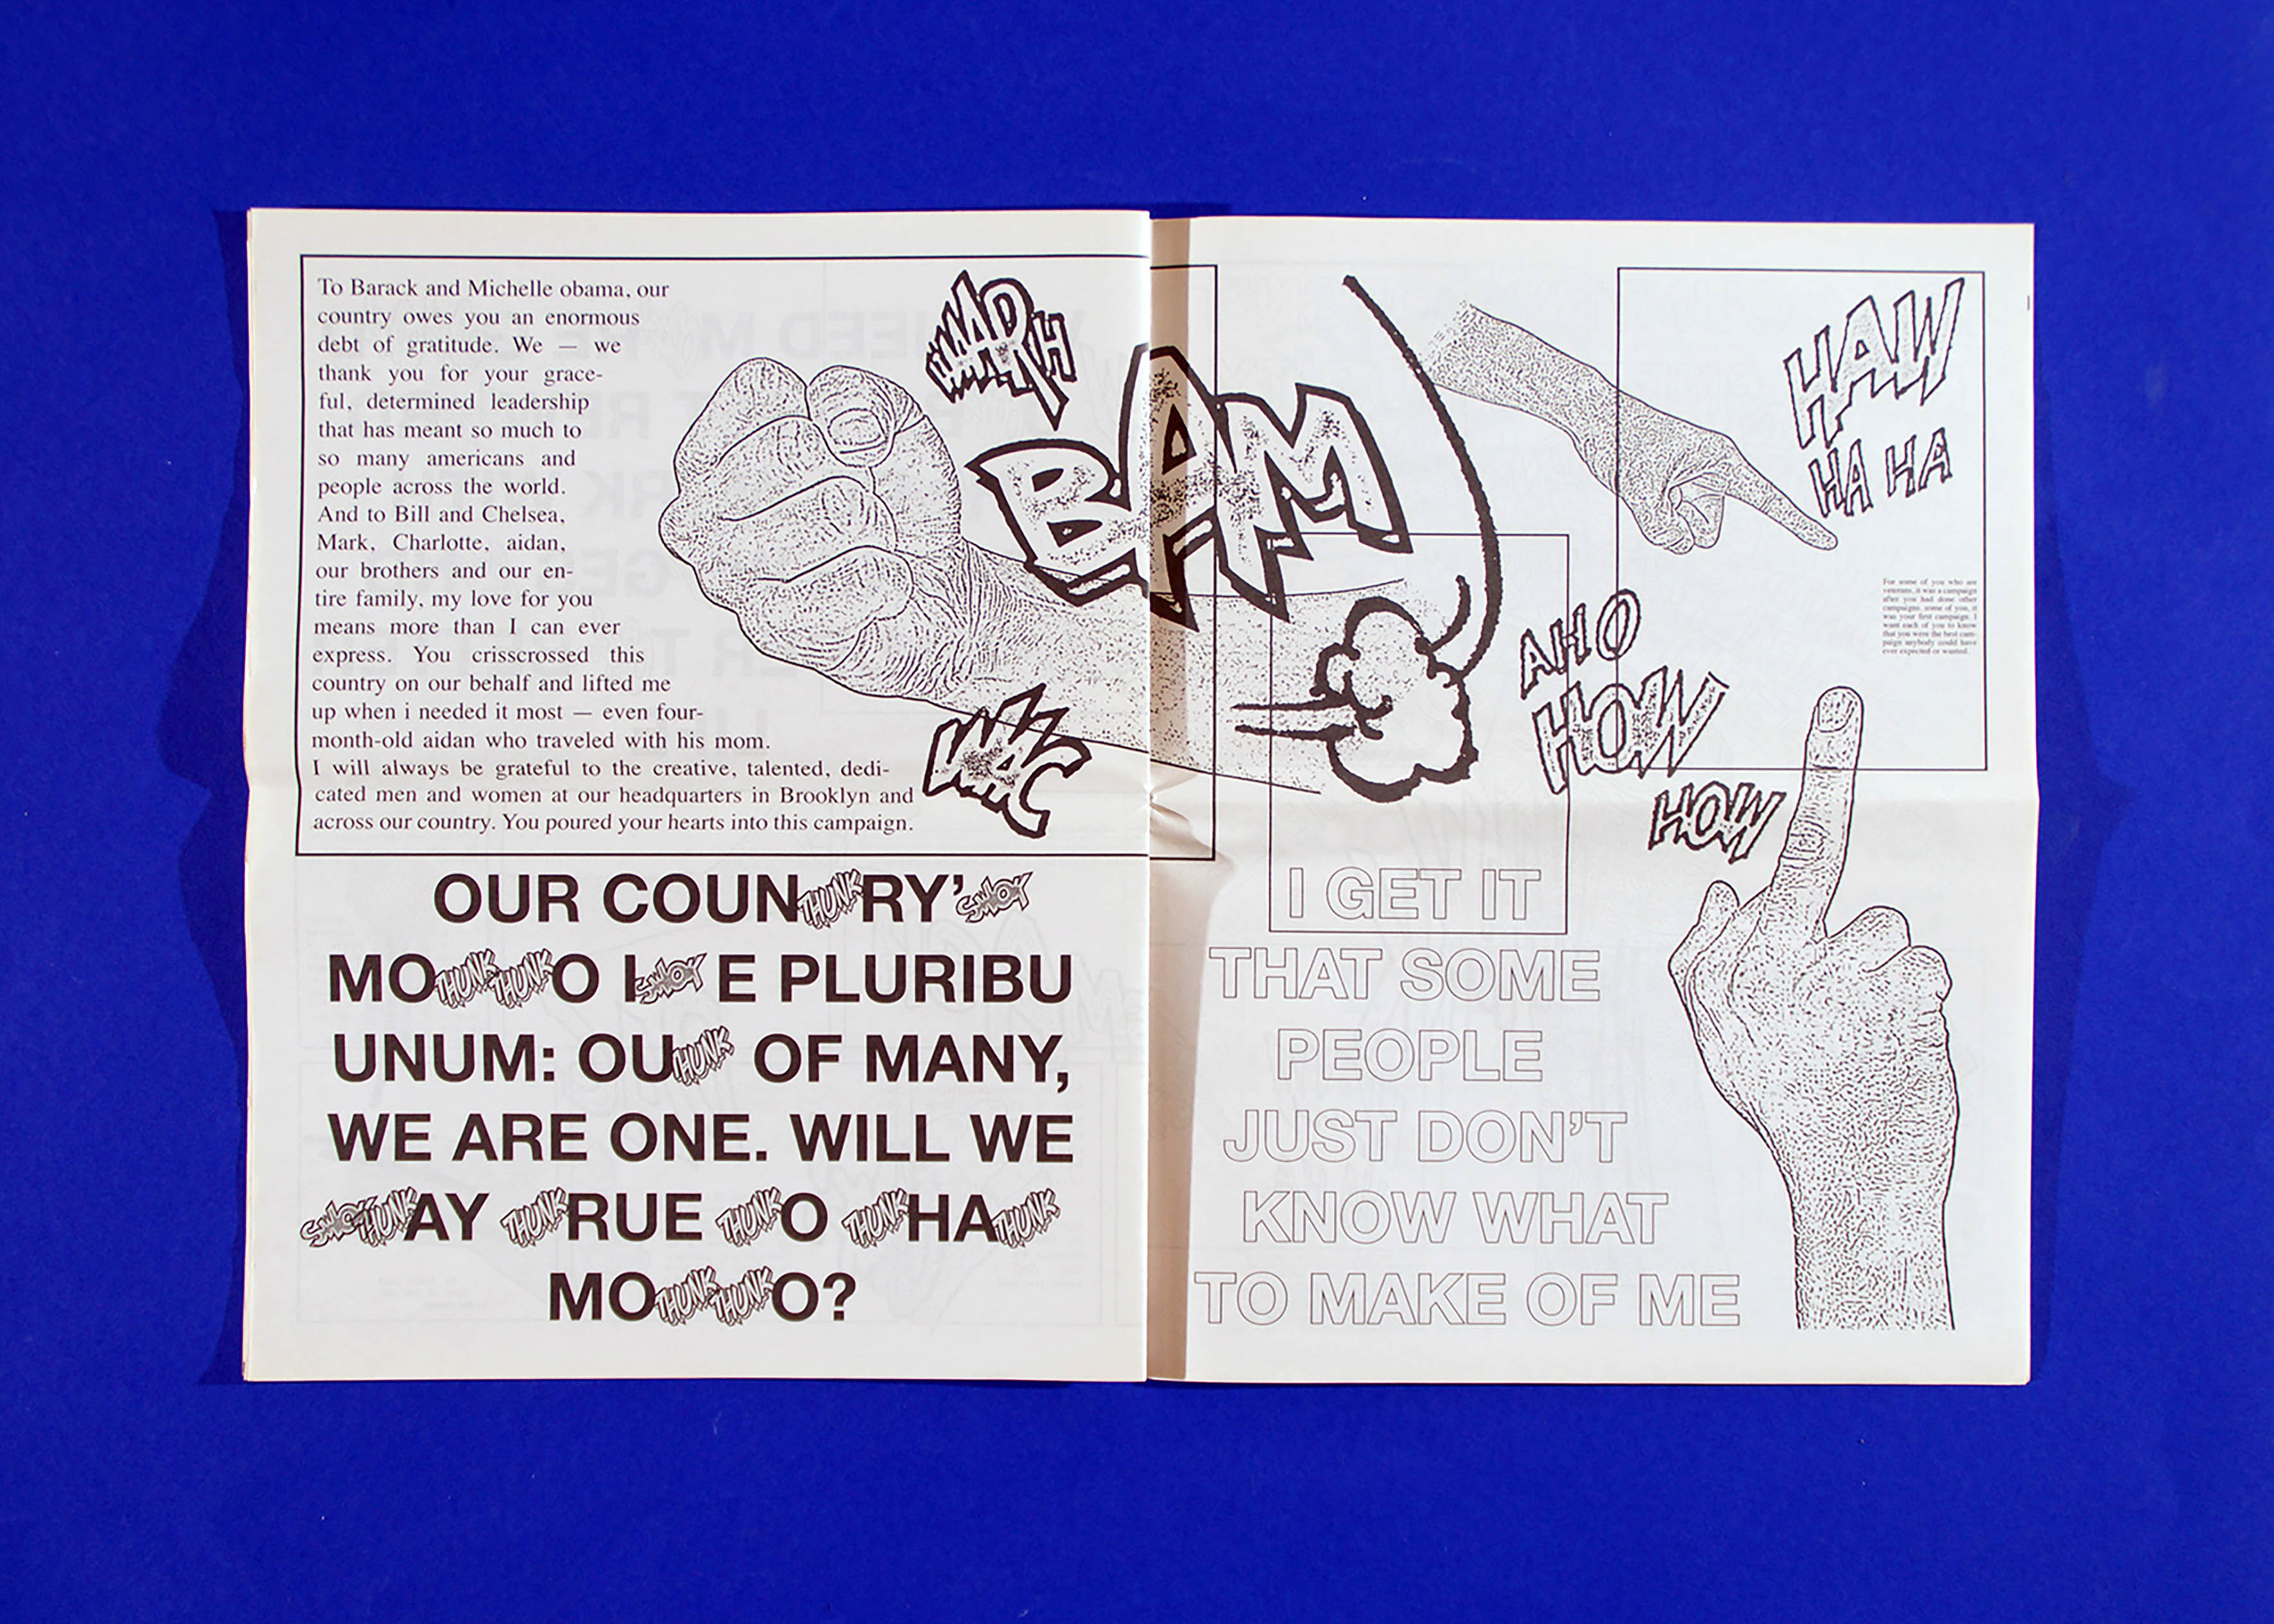 To Barack and Michelle obama, our
country owes you an enormous
debt of gratitude. We — we
thank you for your grace-
ful, determined leadership
that has meant so much to
so many americans and
people across the world.
And to Bill and Chelsea,
Mark, Charlotte, aidan,
our brothers and our en-
tire family, my love for you
means more than I can ever
express. You crisscrossed this
country on our behalf and lifted me
up when i needed it most — even four-
month-old aidan who traveled with his mom.
I will always be grateful to the creative, talented, dedi-
cated men and women at our headquarters in Brooklyn and
across our country. You poured your hearts into this campaign.
BAM
WAC
OUR COUNTHUNKRY'SMOK
MOTHUNKTHUNKO ISMOK E PLURIBU
UNUM: OUTHUNK OF MANY,
WE ARE ONE. WILL WE
SMOKTHUNKAY THUNKRUE THUNKO THUNKHATHUNK
MOTHUNKTHUNKO?
HAW
HA HA
For some of you who are
veterans, it was a campaign
after you had done other
campaigns. some of you, it
was your first campaign. I
want each of you to know
that you were the best cam-
paign anybody could have
ever expected or wanted.
AHO
HOW
HOW
I GET IT
THAT SOME
PEOPLE
JUST DON'T
KNOW WHAT
TO MAKE OF ME